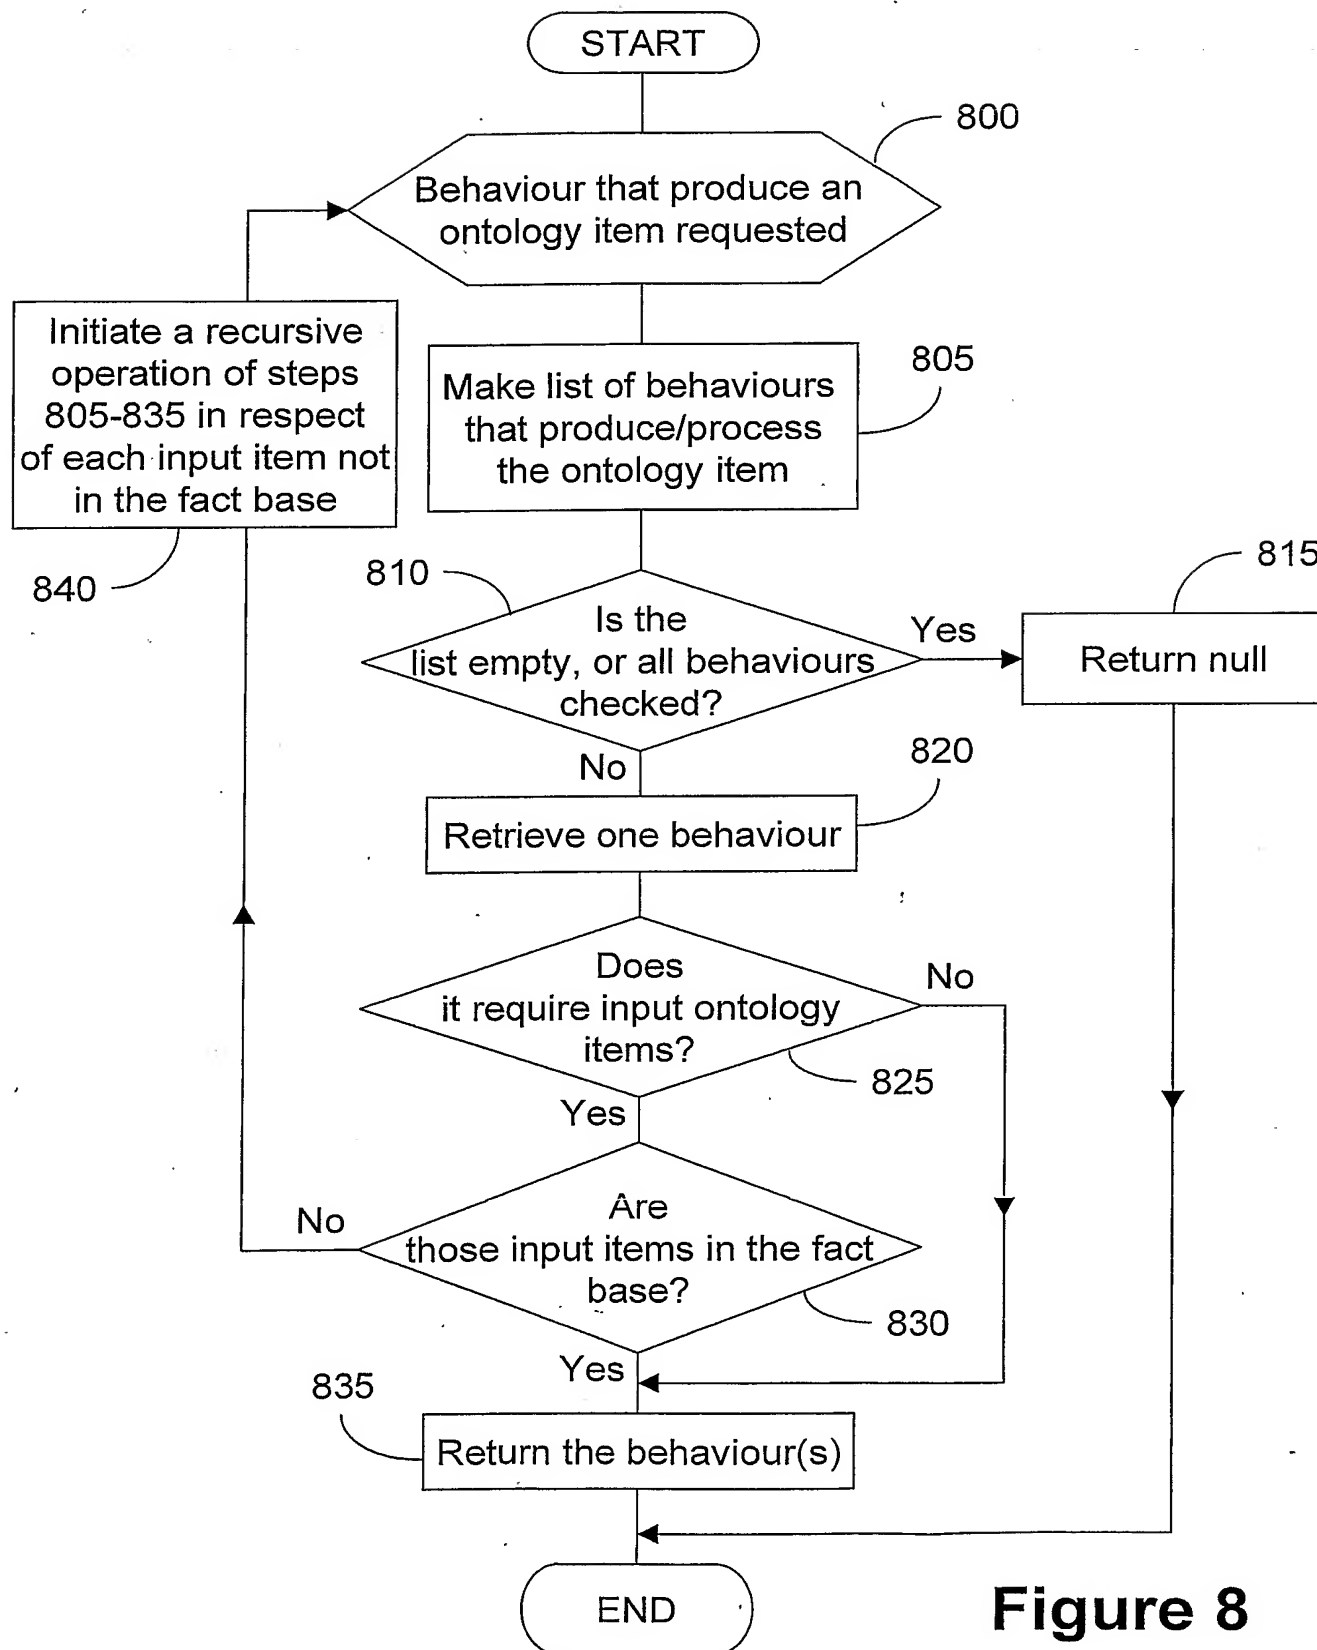 START
800
Behaviour that produce an
ontology item requested
Initiate a recursive
operation of steps
805-835 in respect
of each input item not
in the fact base
840
805
Make list of behaviours
that produce/process
the ontology item
810
Is the
list empty, or all behaviours
checked?
Yes
815
Return null
No
820
Retrieve one behaviour
Does
it require input ontology
items?
No
825
Yes
Are
those input items in the fact
base?
No
830
Yes
835
Return the behaviour(s)
END
Figure 8